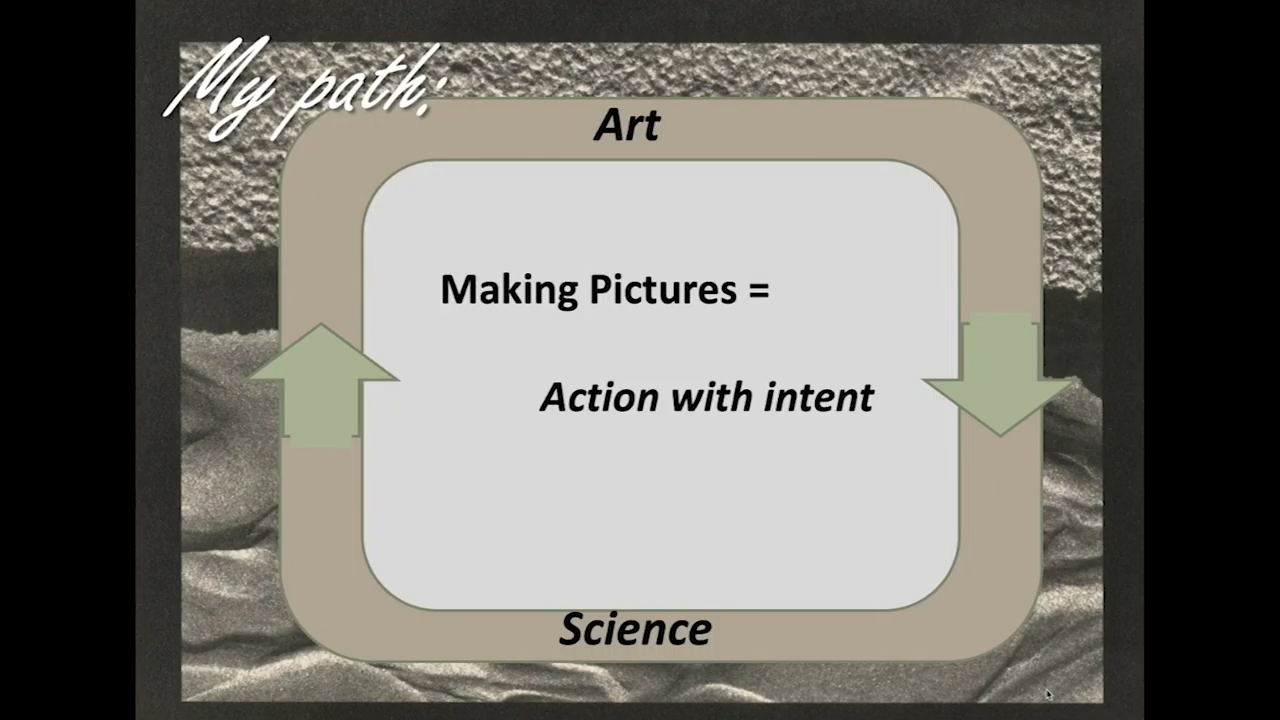 My path:
Art
Making Pictures =
Action with intent
Science